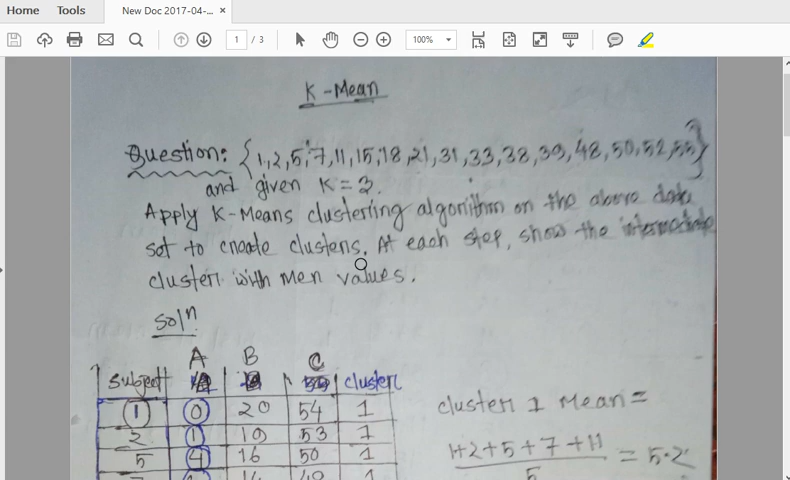 Home Tools New Doc 2017-04-... ×
1 / 3 100%
K-Mean
Question: {1,2,5,7,11,15,18,21,31,33,38,39,48,50,52,55}
and given K=3.
Apply K-Means clustering algorithm on the above data
set to create clusters. At each step, show the intermediate
cluster with men values.
Soln
A B C
Subject cluster
1 0 20 54 1
2 1 19 53 1
5 4 16 50 1
cluster 1 Mean =
1+2+5+7+11
= 5.2
5